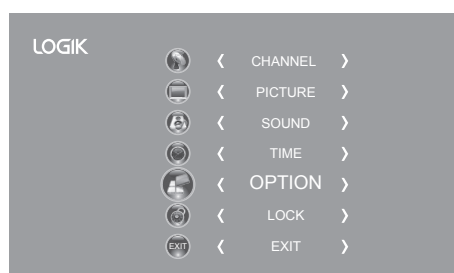 LOGIK
CHANNEL
PICTURE
SOUND
TIME
OPTION
LOCK
EXIT EXIT